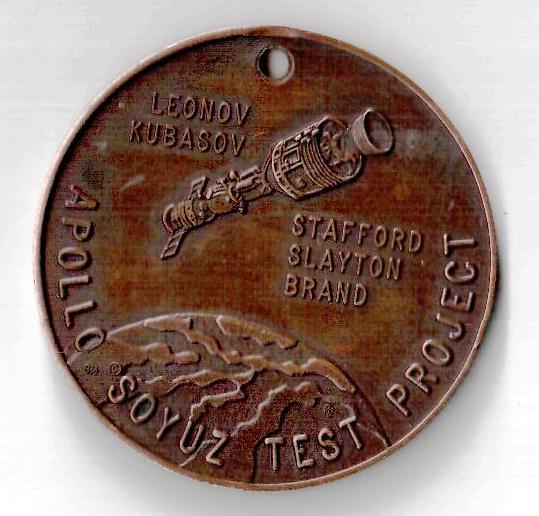 LEONOV
KUBASOV
STAFFORD
SLAYTON
BRAND
APOLLO SOYUZ TEST PROJECT
©